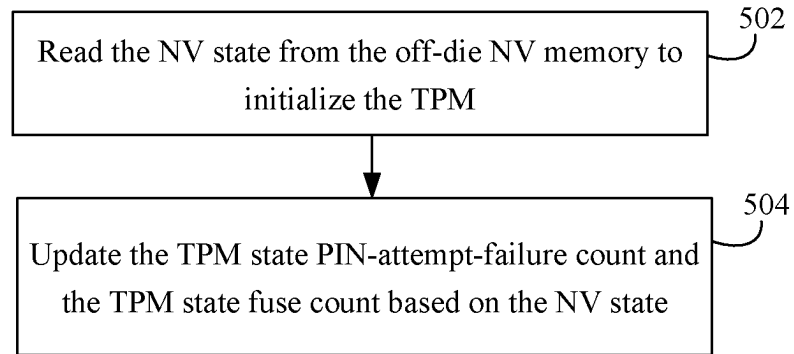 502
Read the NV state from the off-die NV memory to
initialize the TPM
504
Update the TPM state PIN-attempt-failure count and
the TPM state fuse count based on the NV state